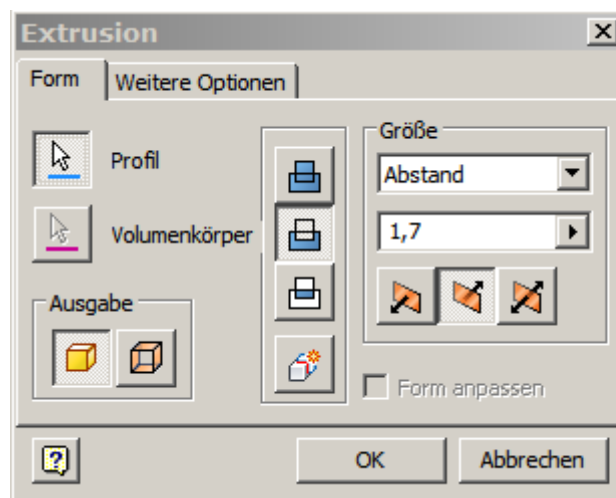 Extrusion
Form
Weitere Optionen
Profil
Volumenkörper
Ausgabe
Größe
Abstand
1,7
Form anpassen
?
OK
Abbrechen